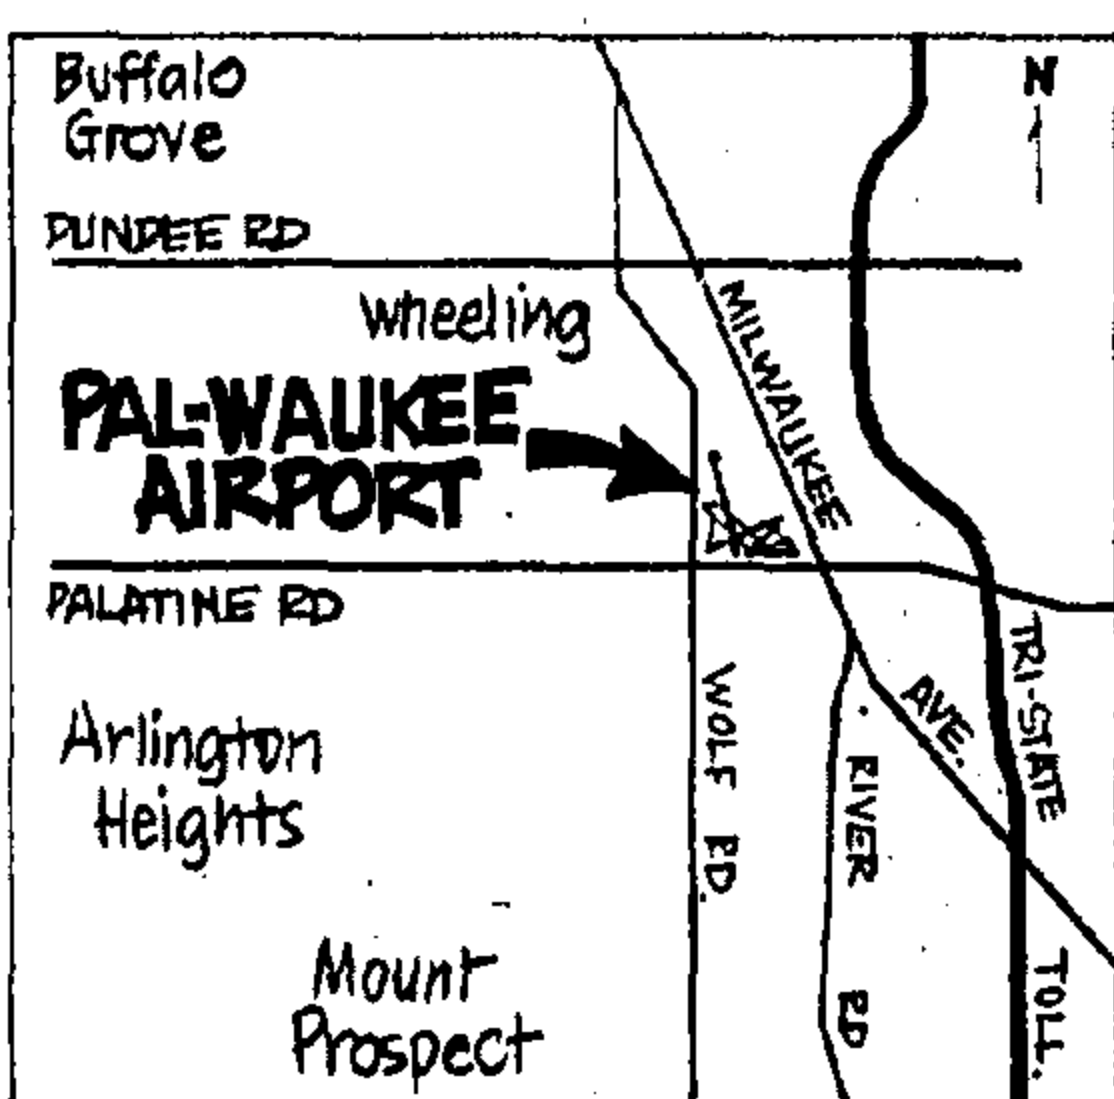 Buffalo
Grove
N
DUNDEE RD
Wheeling
MILWAUKEE
PAL-WAUKEE
AIRPORT
PALATINE RD
TRI-STATE
WOLF RD.
AVE.
Arlington
Heights
RIVER RD
Mount
Prospect
TOLL.